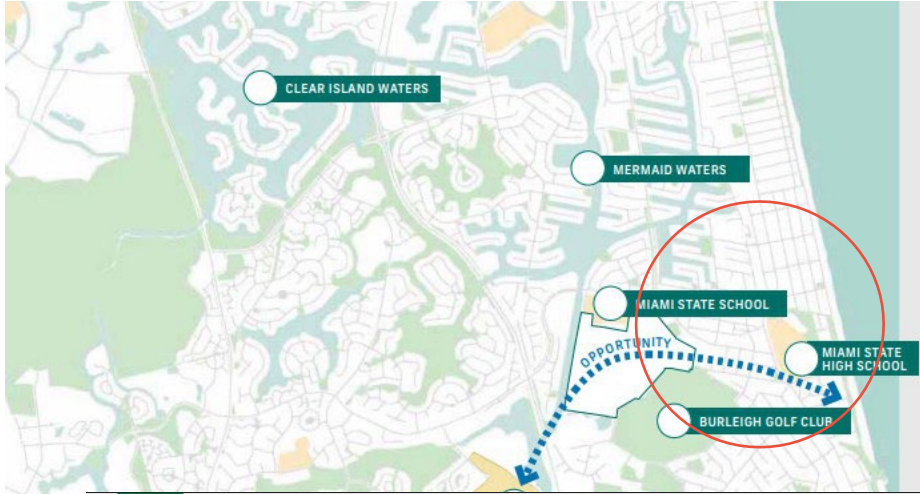 CLEAR ISLAND WATERS
MERMAID WATERS
MIAMI STATE SCHOOL
OPPORTUNITY
MIAMI STATE
HIGH SCHOOL
BURLEIGH GOLF CLUB